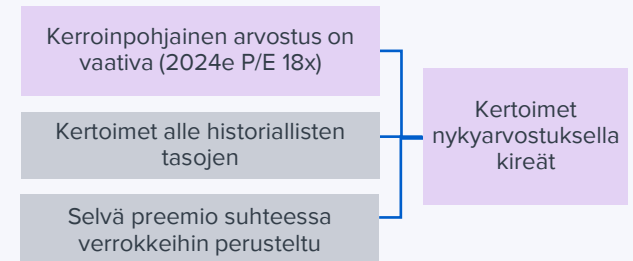 Kerroinpohjainen arvostus on
vaativa (2024e P/E 18x)
Kertoimet alle historiallisten
tasojen
Selvä preemio suhteessa
verrokkeihin perusteltu
Kertoimet
nykyarvostuksella
kireät